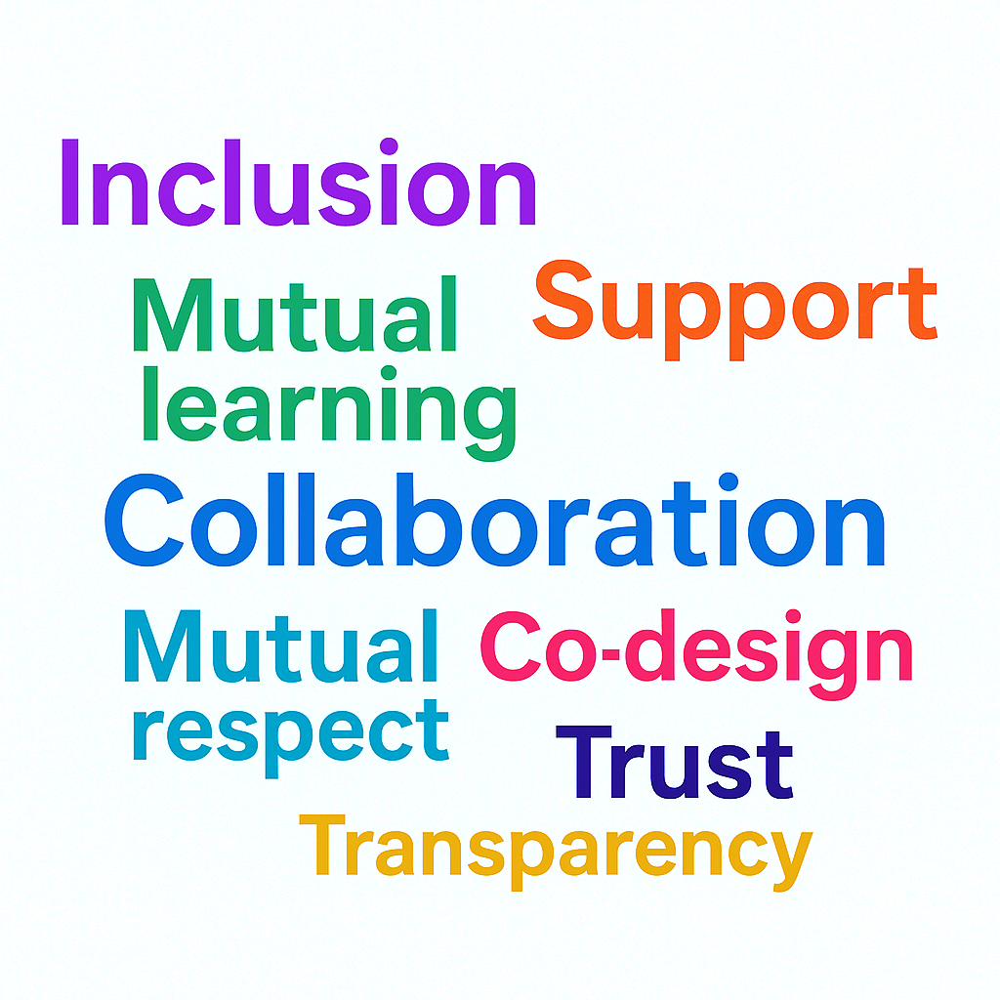 Inclusion
Support
Mutual
learning
Collaboration
Mutual
respect
Co-design
Trust
Transparency